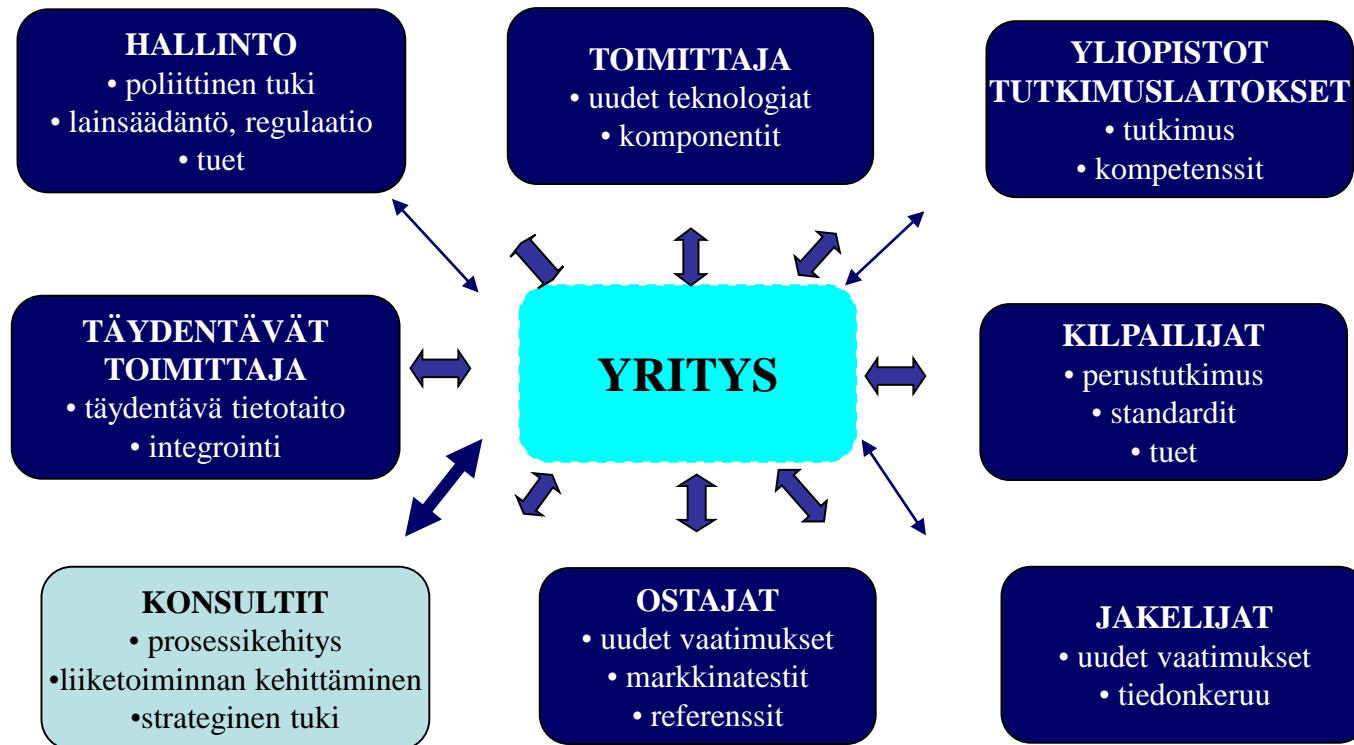 HALLINTO
• poliittinen tuki
• lainsäädäntö, regulaatio
• tuet
TOIMITTAJA
• uudet teknologiat
• komponentit
YLIOPISTOT
TUTKIMUSLAITOKSET
• tutkimus
• kompetenssit
TÄYDENTÄVÄT
TOIMITTAJA
• täydentävä tietotaito
• integrointi
YRITYS
KILPAILIJAT
• perustutkimus
• standardit
• tuet
KONSULTIT
• prosessikehitys
•liiketoiminnan kehittäminen
•strateginen tuki
OSTAJAT
• uudet vaatimukset
• markkinatestit
• referenssit
JAKELIJAT
• uudet vaatimukset
• tiedonkeruu